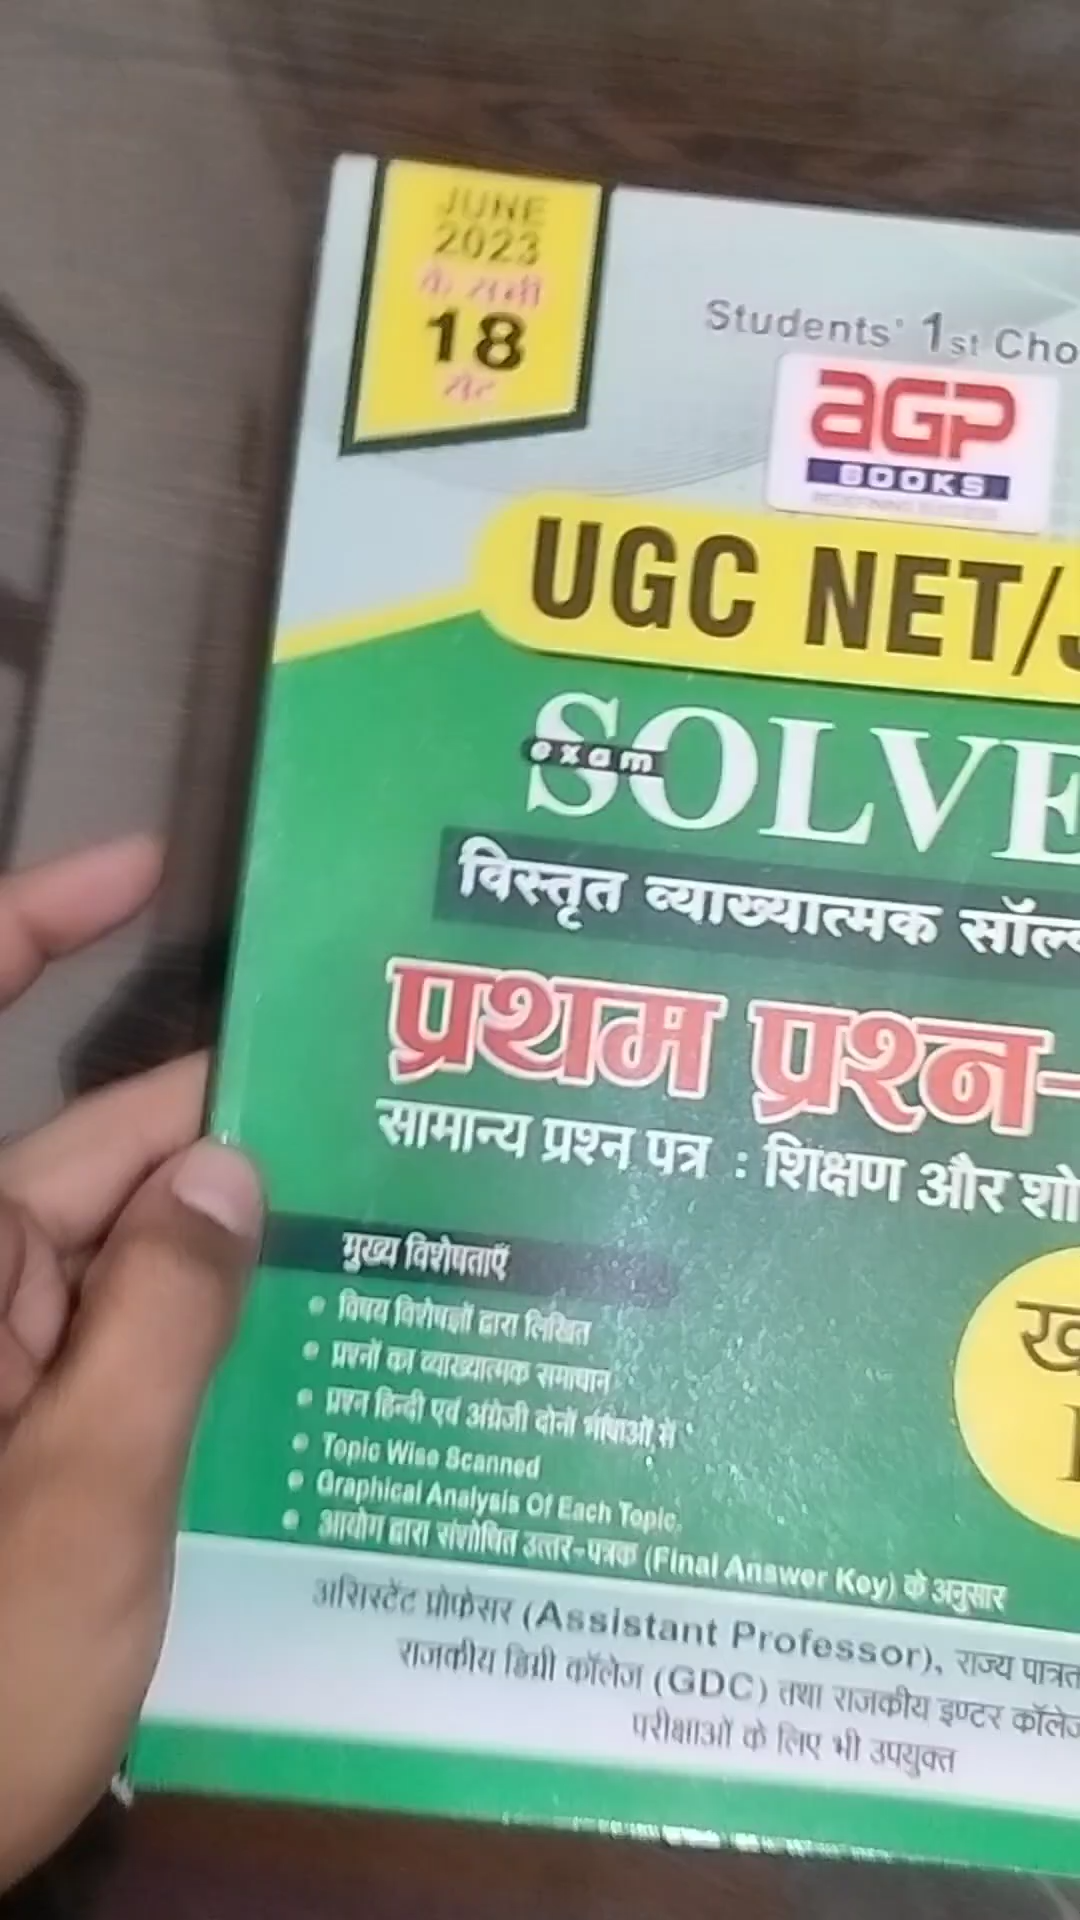 JUNE
2023
के सभी
18
सेट
Students' 1st Cho
aGP
BOOKS
UGC NET/J
exam
SOLVE
विस्तृत व्याख्यात्मक सॉल्व
प्रथम प्रश्न-
सामान्य प्रश्न पत्र : शिक्षण और शो
ख
मुख्य विशेषताएँ
• विषय विशेषज्ञों द्वारा लिखित
• प्रश्नों का व्याख्यात्मक समाधान
• प्रश्न हिन्दी एवं अंग्रेजी दोनों भाषाओं में
• Topic Wise Scanned
• Graphical Analysis Of Each Topic.
• आयोग द्वारा संशोधित उत्तर-पत्रक (Final Answer Key) के अनुसार
असिस्टेंट प्रोफेसर (Assistant Professor), राज्य पात्रत
राजकीय डिग्री कॉलेज (GDC) तथा राजकीय इण्टर कॉलेज
परीक्षाओं के लिए भी उपयुक्त